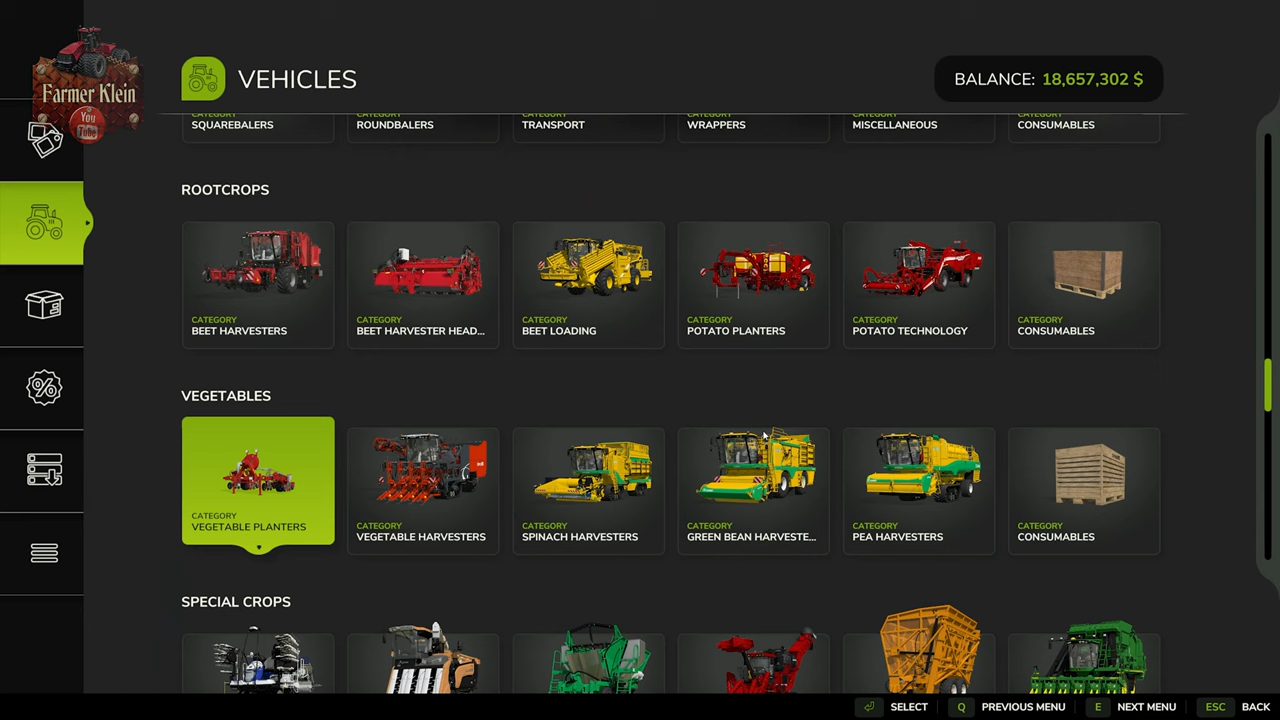 Farmer Klein
You
Tube
VEHICLES
BALANCE: 18,657,302 $
CATEGORY CATEGORY CATEGORY CATEGORY CATEGORY CATEGORY
SQUAREBALERS ROUNDBALERS TRANSPORT WRAPPERS MISCELLANEOUS CONSUMABLES
ROOTCROPS
CATEGORY CATEGORY CATEGORY CATEGORY CATEGORY CATEGORY
BEET HARVESTERS BEET HARVESTER HEAD... BEET LOADING POTATO PLANTERS POTATO TECHNOLOGY CONSUMABLES
VEGETABLES
CATEGORY CATEGORY CATEGORY CATEGORY CATEGORY CATEGORY
VEGETABLE PLANTERS VEGETABLE HARVESTERS SPINACH HARVESTERS GREEN BEAN HARVESTE... PEA HARVESTERS CONSUMABLES
SPECIAL CROPS
SELECT Q PREVIOUS MENU E NEXT MENU ESC BACK